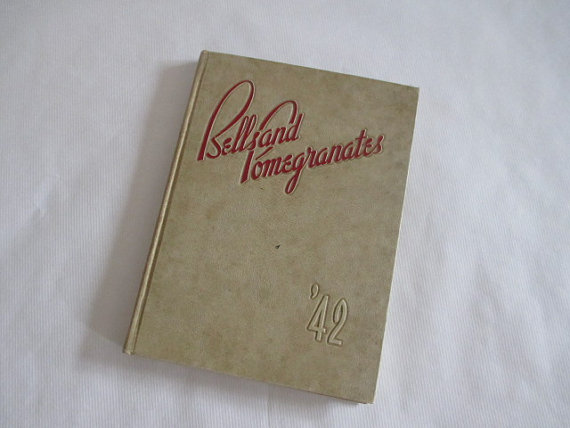 Bells and
Pomegranates
'42